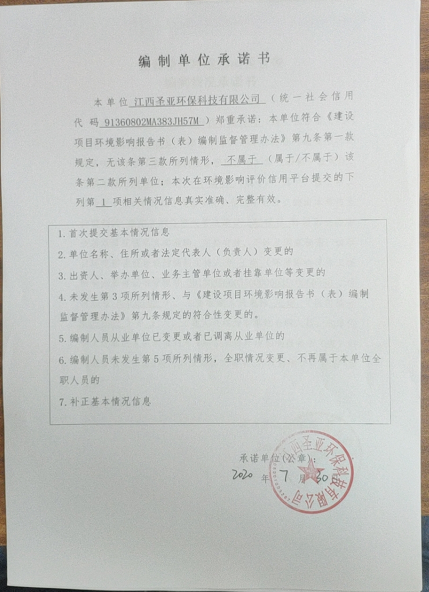 编制单位承诺书
本单位 江西圣亚环保科技有限公司（统一社会信用
代码 91360802MA383JH57M）郑重承诺：本单位符合《建设
项目环境影响报告书（表）编制监督管理办法》第九条第一款
规定，无该条第三款所列情形，不属于（属于/不属于）该
条第二款所列单位；本次在环境影响评价信用平台提交的下
列第 1 项相关情况信息真实准确、完整有效。
1.首次提交基本情况信息
2.单位名称、住所或者法定代表人（负责人）变更的
3.出资人、举办单位、业务主管单位或者挂靠单位等变更的
4.未发生第3项所列情形、与《建设项目环境影响报告书（表）编制
监督管理办法》第九条规定的符合性变更的。
5.编制人员从业单位已变更或者已调离从业单位的
6.编制人员未发生第5项所列情形，全职情况变更、不再属于本单位全
职人员的
7.补正基本情况信息
承诺单位(公章)：
2020 年 7 月 30
江西圣亚环保科技有限公司